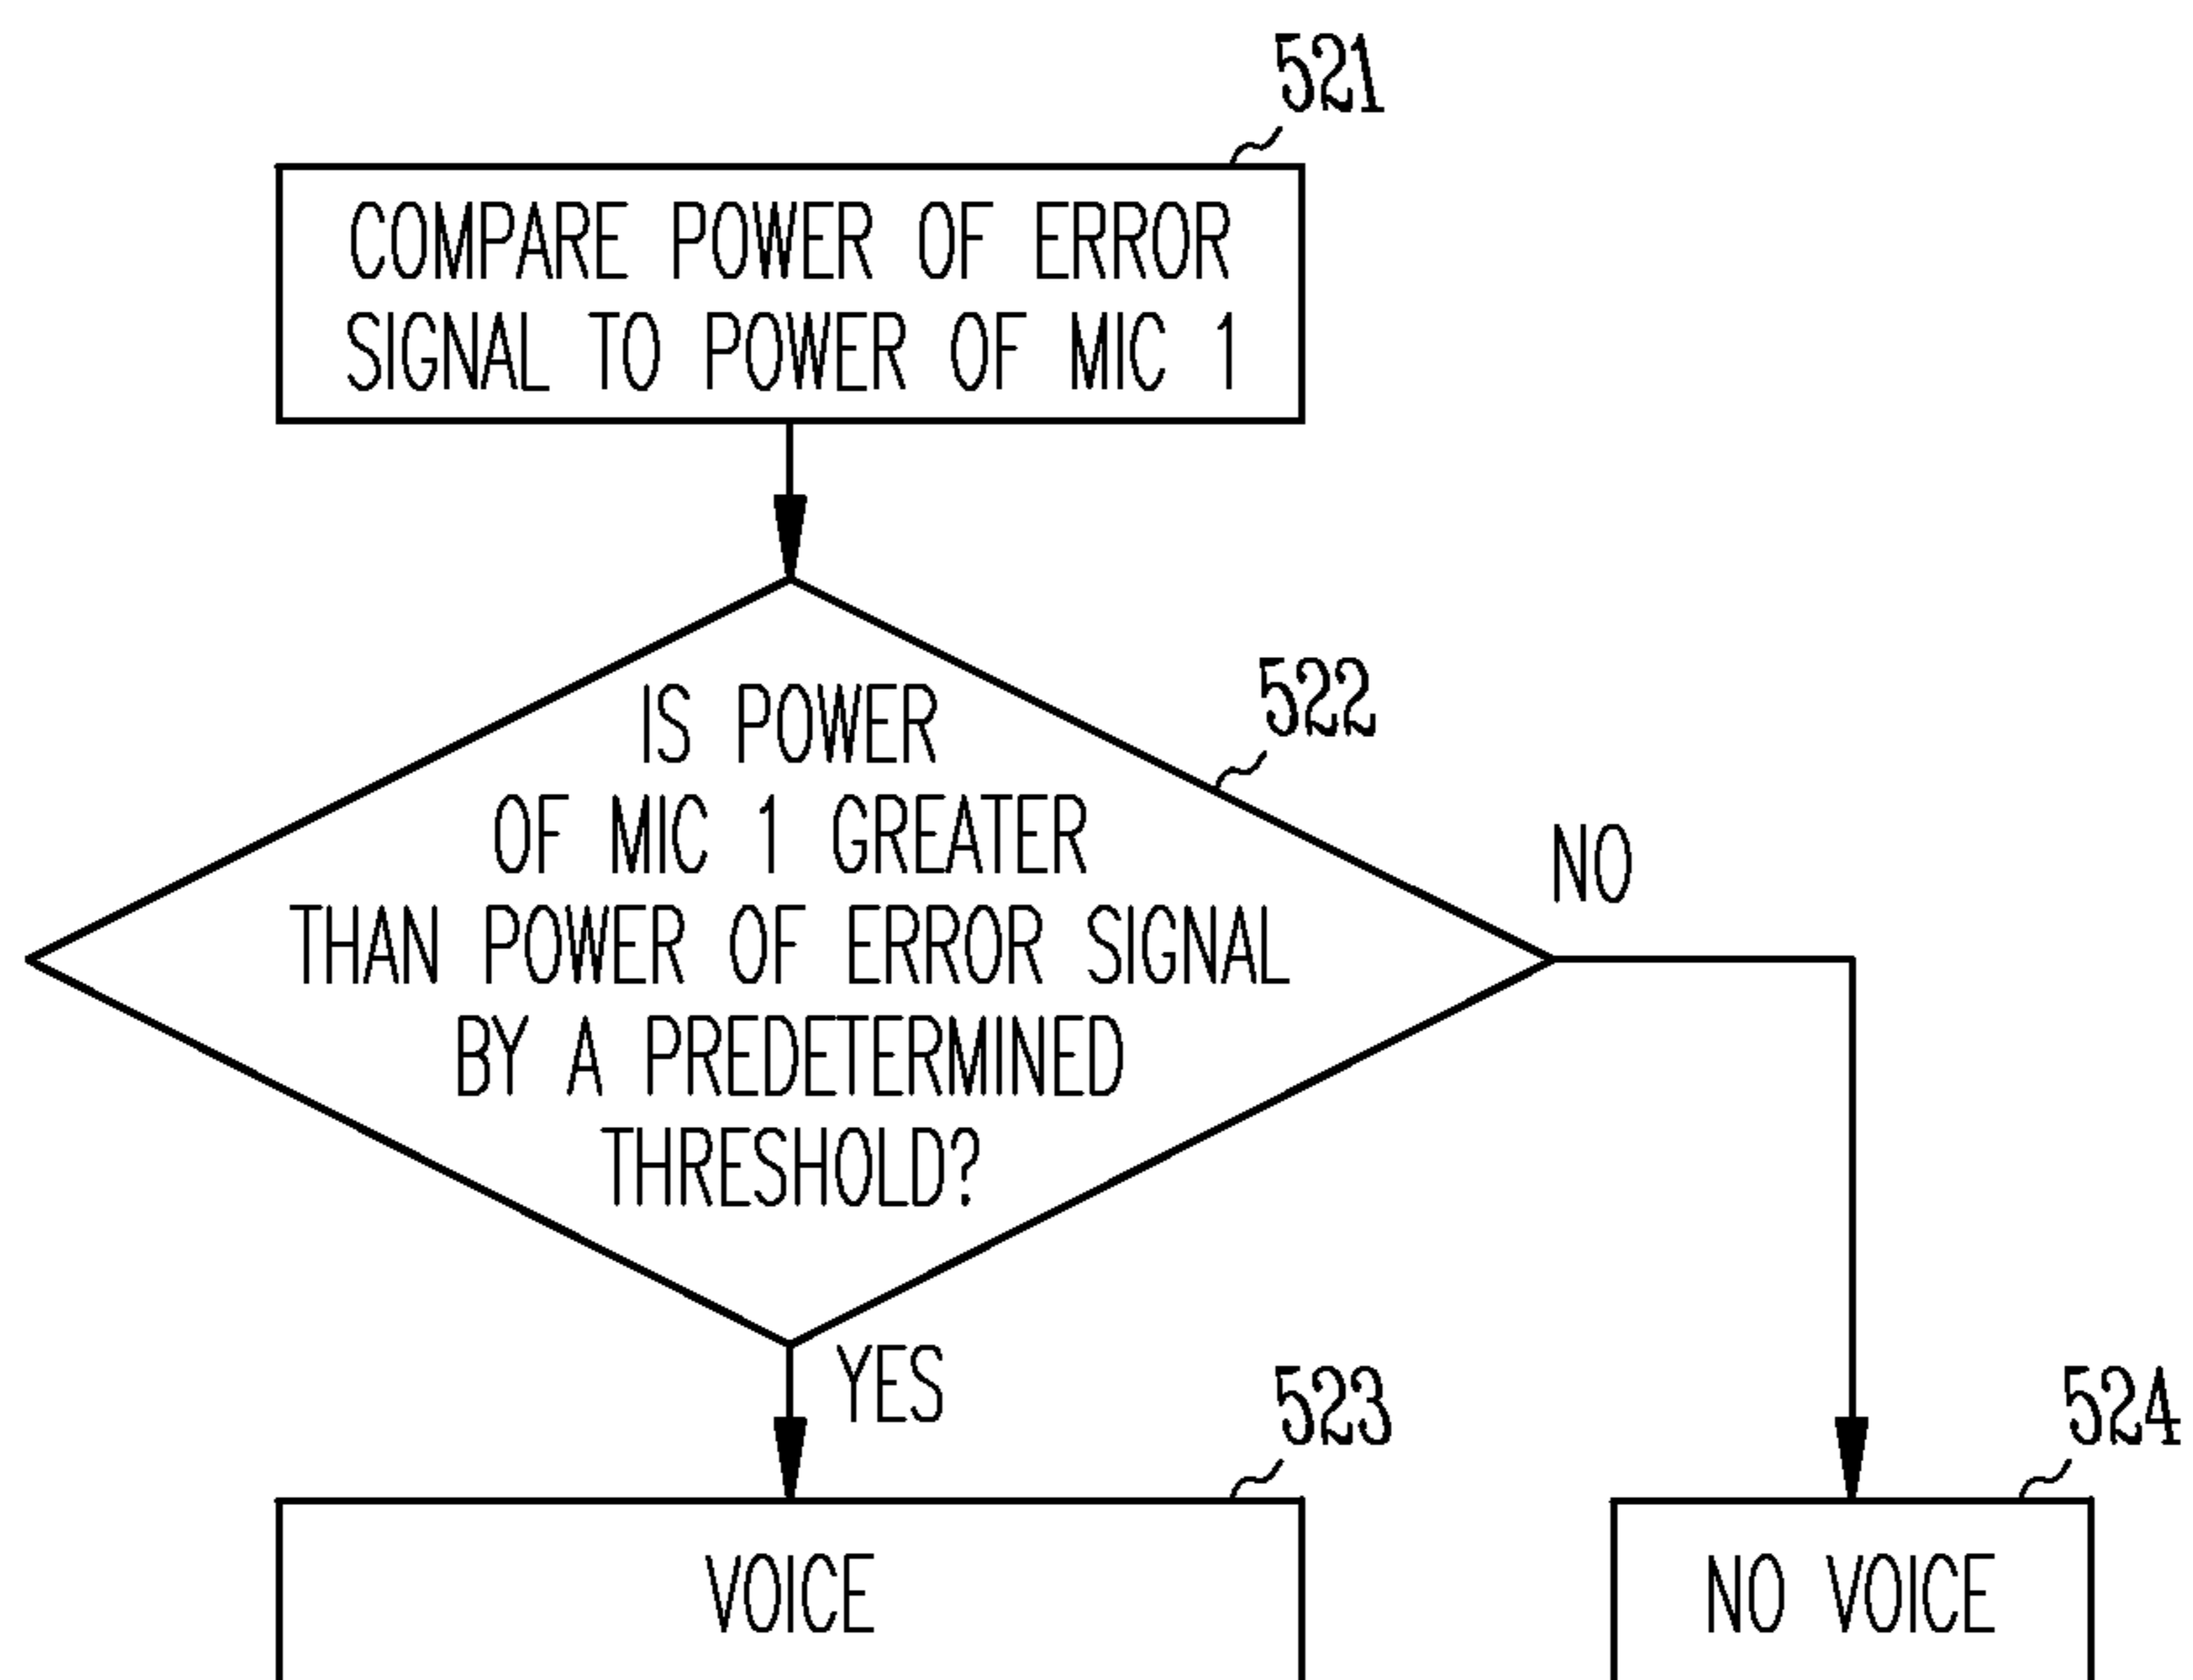 521
COMPARE POWER OF ERROR
SIGNAL TO POWER OF MIC 1
522
IS POWER
OF MIC 1 GREATER
THAN POWER OF ERROR SIGNAL
BY A PREDETERMINED
THRESHOLD?
NO
YES
523
524
VOICE
NO VOICE